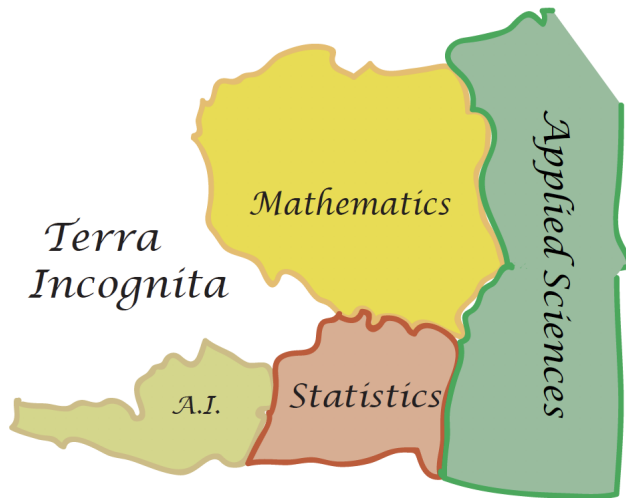 Mathematics
Applied Sciences
Terra
Incognita
A.I.
Statistics